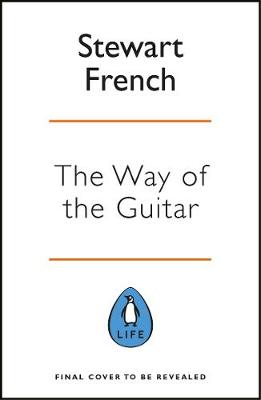 Stewart
French
The Way of
the Guitar
LIFE
FINAL COVER TO BE REVEALED